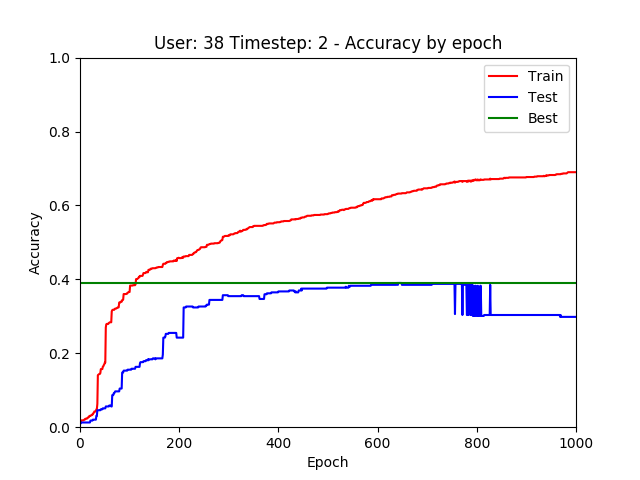 User: 38 Timestep: 2 - Accuracy by epoch
1.0
0.8
0.6
0.4
0.2
0.0
Accuracy
Train
Test
Best
0 200 400 600 800 1000
Epoch